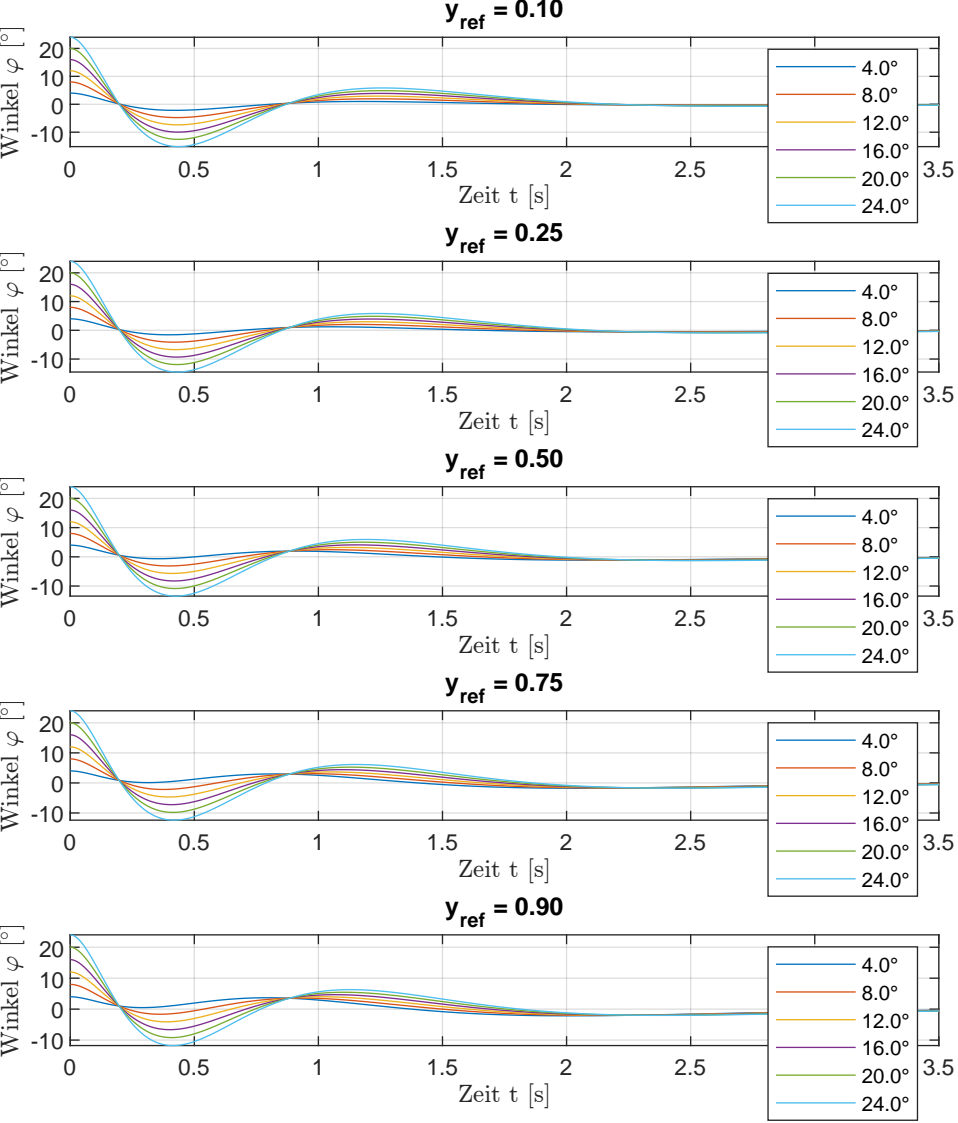 y_ref = 0.10
Winkel φ [°]
20
10
0
-10
0 0.5 1 1.5 2 2.5 3.5
Zeit t [s]
4.0°
8.0°
12.0°
16.0°
20.0°
24.0°
y_ref = 0.25
Winkel φ [°]
20
10
0
-10
0 0.5 1 1.5 2 2.5 3.5
Zeit t [s]
4.0°
8.0°
12.0°
16.0°
20.0°
24.0°
y_ref = 0.50
Winkel φ [°]
20
10
0
-10
0 0.5 1 1.5 2 2.5 3.5
Zeit t [s]
4.0°
8.0°
12.0°
16.0°
20.0°
24.0°
y_ref = 0.75
Winkel φ [°]
20
10
0
-10
0 0.5 1 1.5 2 2.5 3.5
Zeit t [s]
4.0°
8.0°
12.0°
16.0°
20.0°
24.0°
y_ref = 0.90
Winkel φ [°]
20
10
0
-10
0 0.5 1 1.5 2 2.5 3.5
Zeit t [s]
4.0°
8.0°
12.0°
16.0°
20.0°
24.0°